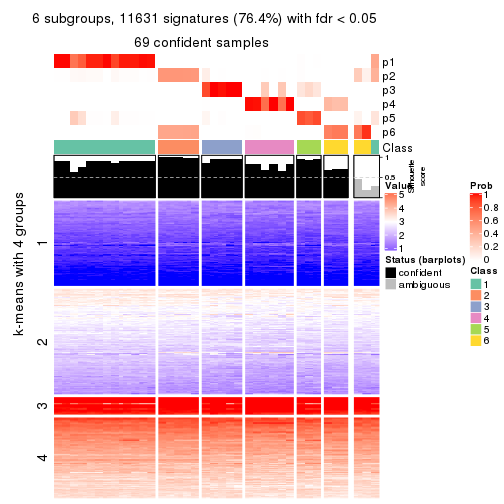 6 subgroups, 11631 signatures (76.4%) with fdr < 0.05
69 confident samples
p1
p2
p3
p4
p5
p6
Class
1
0.5
0
Silhouette
score
k-means with 4 groups
1
2
3
4
Value
5
4
3
2
1
Status (barplots)
confident
ambiguous
Prob
1
0.8
0.6
0.4
0.2
0
Class
1
2
3
4
5
6